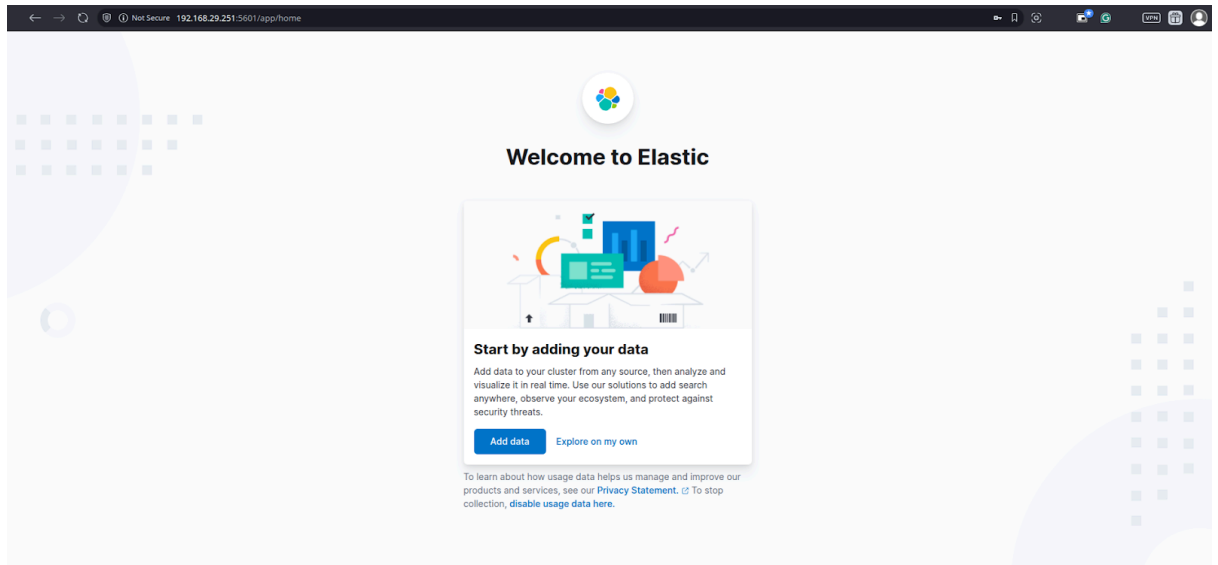 Not Secure 192.168.29.251:5601/app/home
VPN
Welcome to Elastic
Start by adding your data
Add data to your cluster from any source, then analyze and
visualize it in real time. Use our solutions to add search
anywhere, observe your ecosystem, and protect against
security threats.
Add data Explore on my own
To learn about how usage data helps us manage and improve our
products and services, see our Privacy Statement. To stop
collection, disable usage data here.